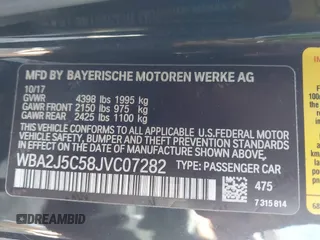 MFD BY BAYERISCHE MOTOREN WERKE AG
10/17
GVWR 4398 lbs 1995 kg
GAWR FRONT 2150 lbs 975 kg
GAWR REAR 2425 lbs 1100 kg
THIS VEHICLE CONFORMS TO ALL APPLICABLE U.S.FEDERAL MOTOR
VEHICLE SAFETY, BUMPER, AND THEFT PREVENTION STANDARDS
IN EFFECT ON THE DATE OF MANUFACTURE SHOWN ABOVE.
WBA2J5C58JVC07282 TYPE: PASSENGER CAR
475
7 315 814
BIDFAX